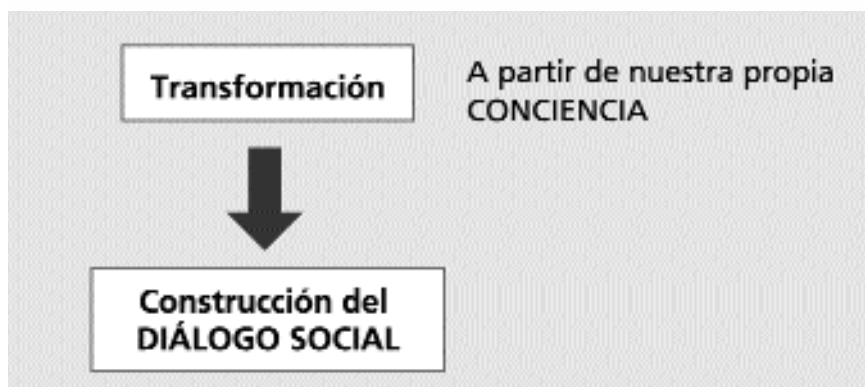 Transformación
A partir de nuestra propia
CONCIENCIA
Construcción del
DIÁLOGO SOCIAL